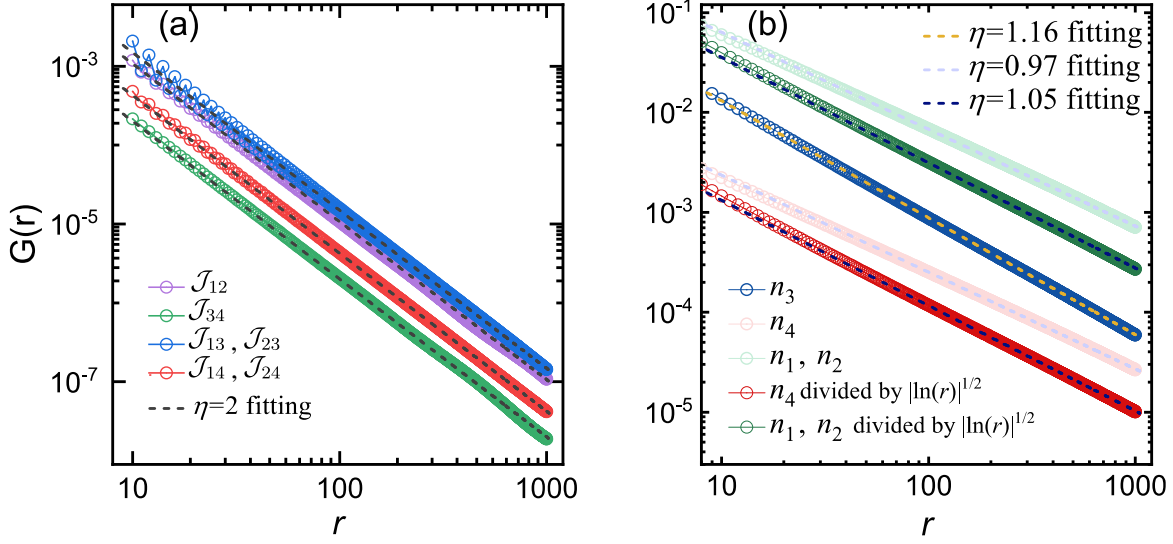 (a)
G(r)
10⁻³
10⁻⁵
10⁻⁷
𝒥₁₂
𝒥₃₄
𝒥₁₃ , 𝒥₂₃
𝒥₁₄ , 𝒥₂₄
η=2 fitting
10
100
1000
r
(b)
10⁻¹
10⁻²
10⁻³
10⁻⁴
10⁻⁵
η=1.16 fitting
η=0.97 fitting
η=1.05 fitting
n₃
n₄
n₁, n₂
n₄ divided by |ln(r)|^1/2
n₁, n₂ divided by |ln(r)|^1/2
10
100
1000
r